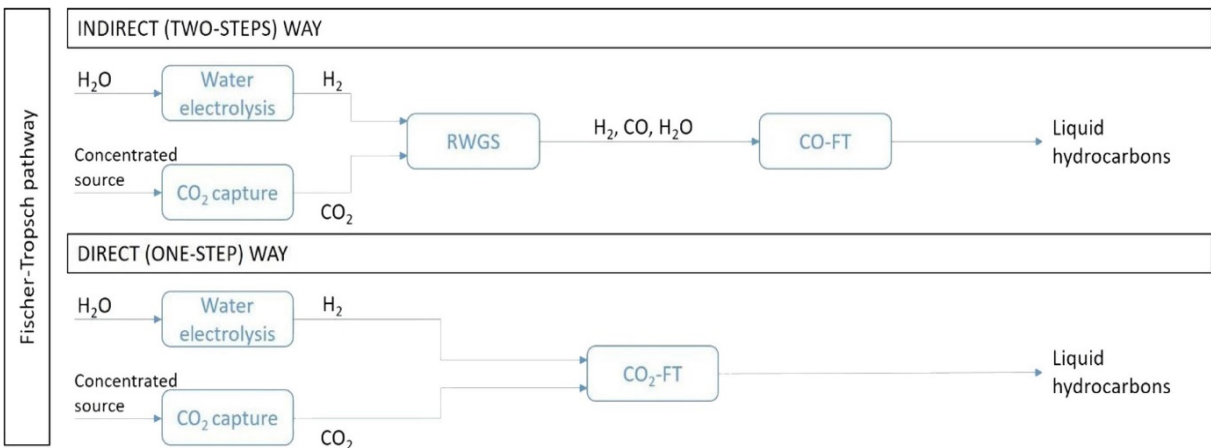 Fischer-Tropsch pathway
INDIRECT (TWO-STEPS) WAY
H₂O
Water
electrolysis
H₂
Concentrated
source
CO₂ capture
CO₂
RWGS
H₂, CO, H₂O
CO-FT
Liquid
hydrocarbons
DIRECT (ONE-STEP) WAY
H₂O
Water
electrolysis
H₂
Concentrated
source
CO₂ capture
CO₂
CO₂-FT
Liquid
hydrocarbons